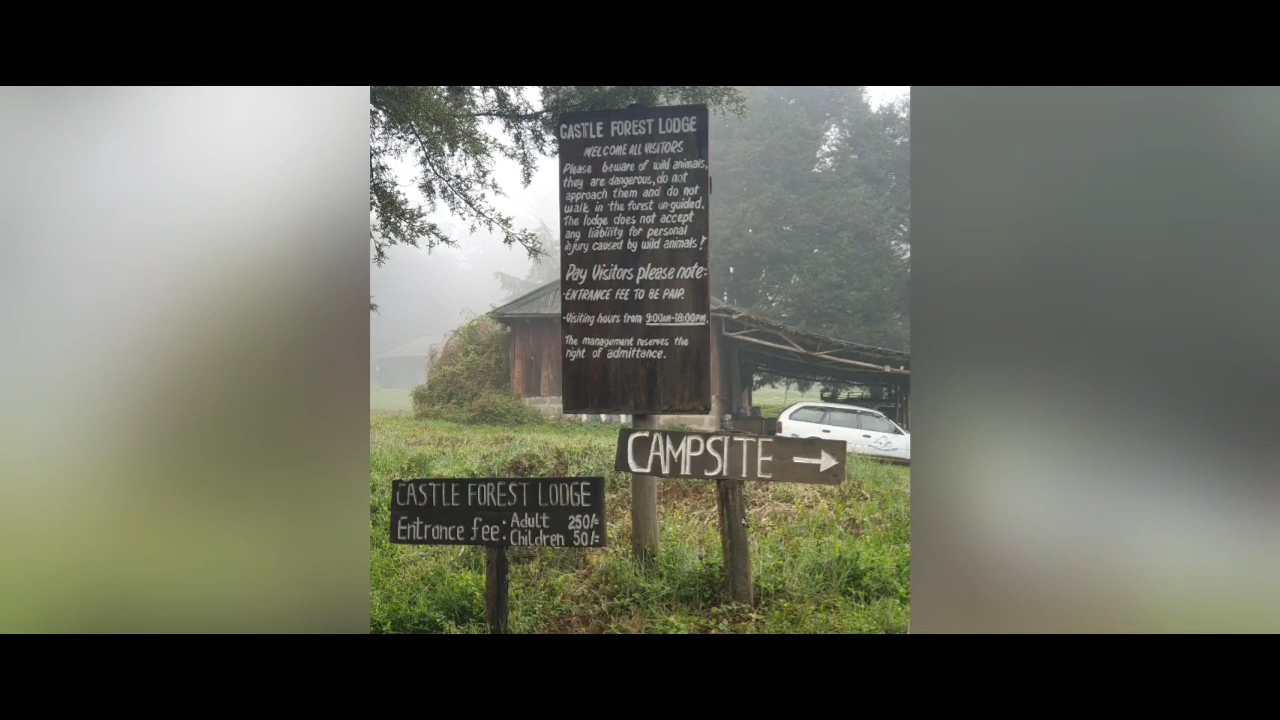 CASTLE FOREST LODGE
WELCOME ALL VISITORS
Please beware of wild animals,
they are dangerous, do not
approach them and do not
walk in the forest un-guided.
The lodge does not accept
any liability for personal
injury caused by wild animals!
Day Visitors please note:
-ENTRANCE FEE TO BE PAID.
-Visiting hours from 9:00am-18:00pm.
The management reserves the
right of admittance.
CAMPSITE →
CASTLE FOREST LODGE
Entrance fee: Adult 250/=
Children 50/=